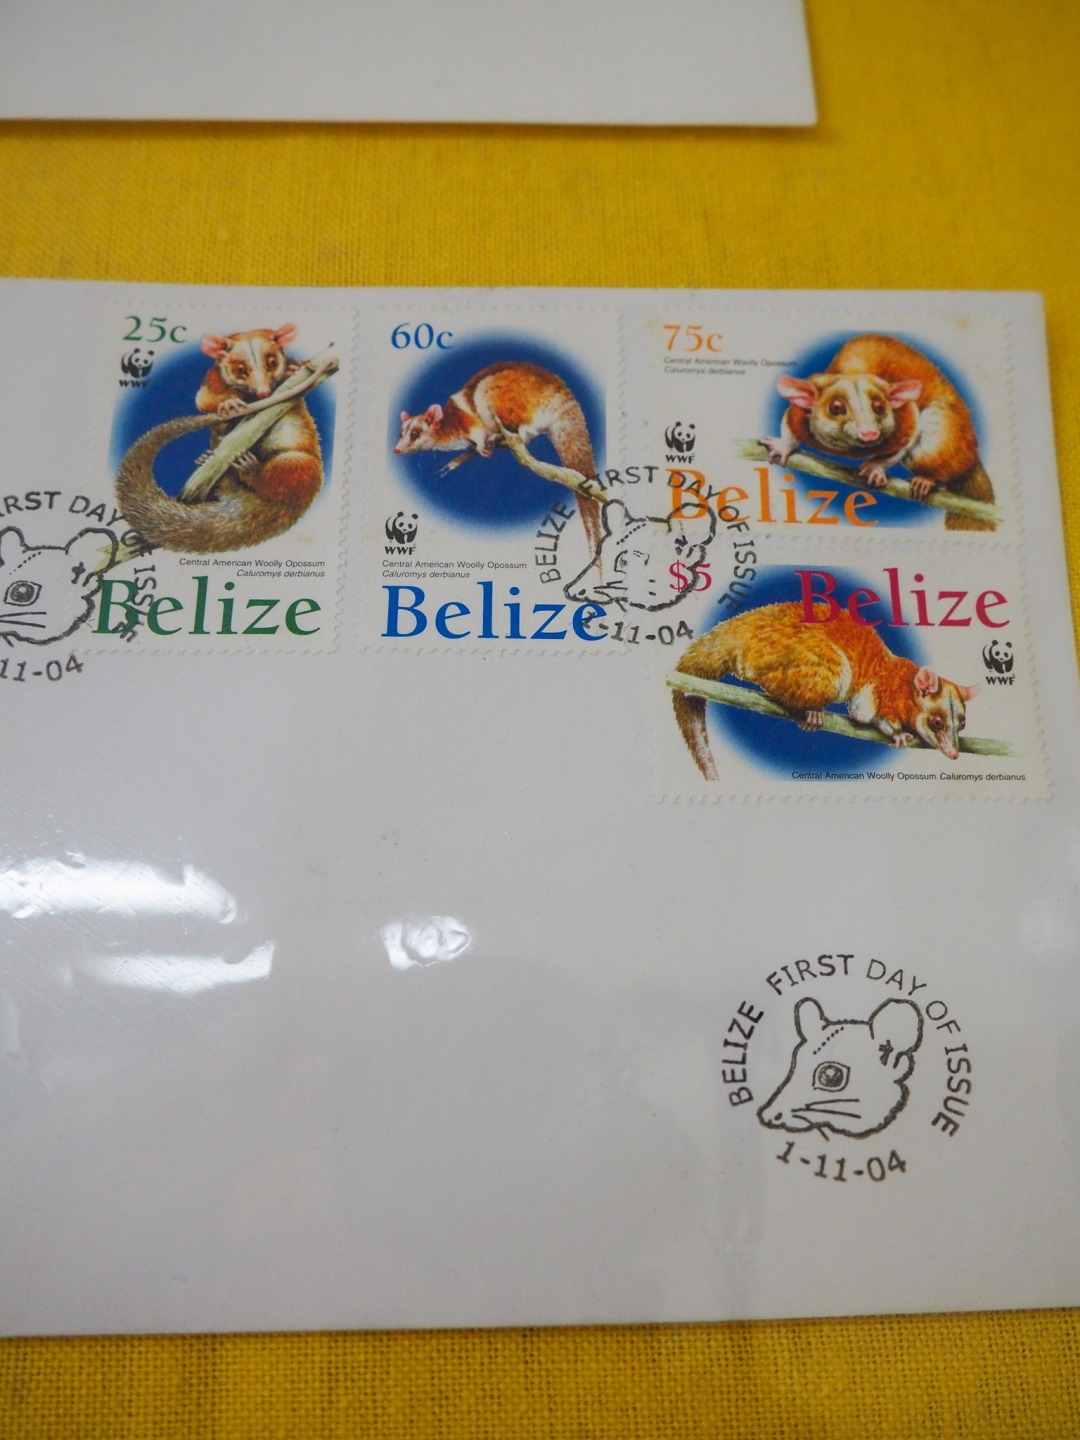 25c
WWF
Central American Woolly Opossum
Caluromys derbianus
Belize
60c
WWF
Central American Woolly Opossum
Caluromys derbianus
Belize
75c
Central American Woolly Opossum
Caluromys derbianus
WWF
Belize
$5
Belize
WWF
Central American Woolly Opossum Caluromys derbianus
IRST DAY OF ISSUE
11-04
BELIZE FIRST DAY OF ISSUE
1-11-04
BELIZE FIRST DAY OF ISSUE
1-11-04